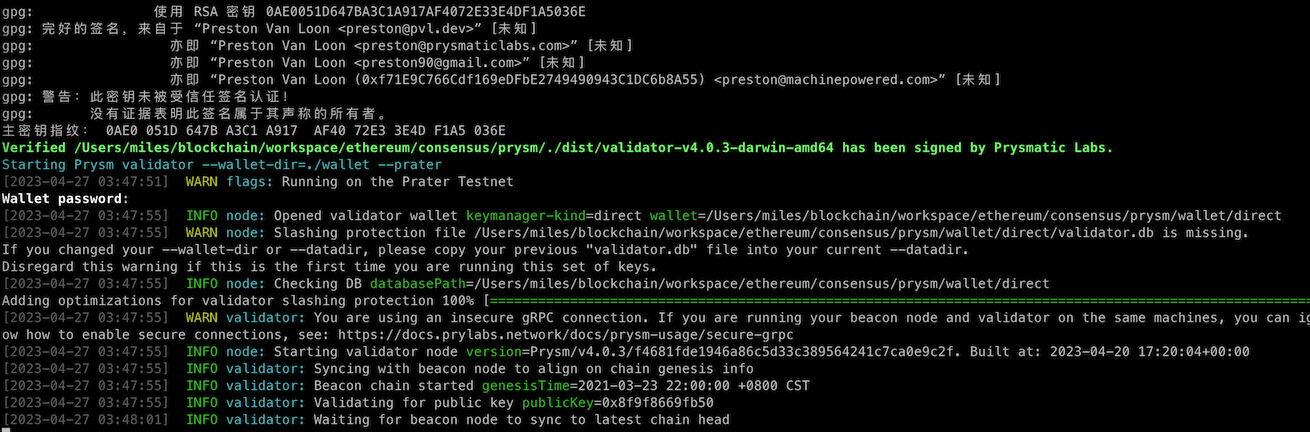 gpg:               使用 RSA 密钥 0AE0051D647BA3C1A917AF4072E33E4DF1A5036E
gpg: 完好的签名，来自于 “Preston Van Loon <preston@pvl.dev>” [未知]
gpg:                 亦即 “Preston Van Loon <preston@prysmaticlabs.com>” [未知]
gpg:                 亦即 “Preston Van Loon <preston90@gmail.com>” [未知]
gpg:                 亦即 “Preston Van Loon (0xf71E9C766Cdf169eDFbE2749490943C1DC6b8A55) <preston@machinepowered.com>” [未知]
gpg: 警告：此密钥未被受信任签名认证！
gpg:       没有证据表明此签名属于其声称的所有者。
主密钥指纹： 0AE0 051D 647B A3C1 A917  AF40 72E3 3E4D F1A5 036E
Verified /Users/miles/blockchain/workspace/ethereum/consensus/prysm/./dist/validator-v4.0.3-darwin-amd64 has been signed by Prysmatic Labs.
Starting Prysm validator --wallet-dir=./wallet --prater
[2023-04-27 03:47:51]  WARN flags: Running on the Prater Testnet
Wallet password:
[2023-04-27 03:47:55]  INFO node: Opened validator wallet keymanager-kind=direct wallet=/Users/miles/blockchain/workspace/ethereum/consensus/prysm/wallet/direct
[2023-04-27 03:47:55]  WARN node: Slashing protection file /Users/miles/blockchain/workspace/ethereum/consensus/prysm/wallet/direct/validator.db is missing.
If you changed your --wallet-dir or --datadir, please copy your previous "validator.db" file into your current --datadir.
Disregard this warning if this is the first time you are running this set of keys.
[2023-04-27 03:47:55]  INFO node: Checking DB databasePath=/Users/miles/blockchain/workspace/ethereum/consensus/prysm/wallet/direct
Adding optimizations for validator slashing protection 100% [=======================================================================================================
[2023-04-27 03:47:55]  WARN validator: You are using an insecure gRPC connection. If you are running your beacon node and validator on the same machines, you can ig
ow how to enable secure connections, see: https://docs.prylabs.network/docs/prysm-usage/secure-grpc
[2023-04-27 03:47:55]  INFO node: Starting validator node version=Prysm/v4.0.3/f4681fde1946a86c5d33c389564241c7ca0e9c2f. Built at: 2023-04-20 17:20:04+00:00
[2023-04-27 03:47:55]  INFO validator: Syncing with beacon node to align on chain genesis info
[2023-04-27 03:47:55]  INFO validator: Beacon chain started genesisTime=2021-03-23 22:00:00 +0800 CST
[2023-04-27 03:47:55]  INFO validator: Validating for public key publicKey=0x8f9f8669fb50
[2023-04-27 03:48:01]  INFO validator: Waiting for beacon node to sync to latest chain head